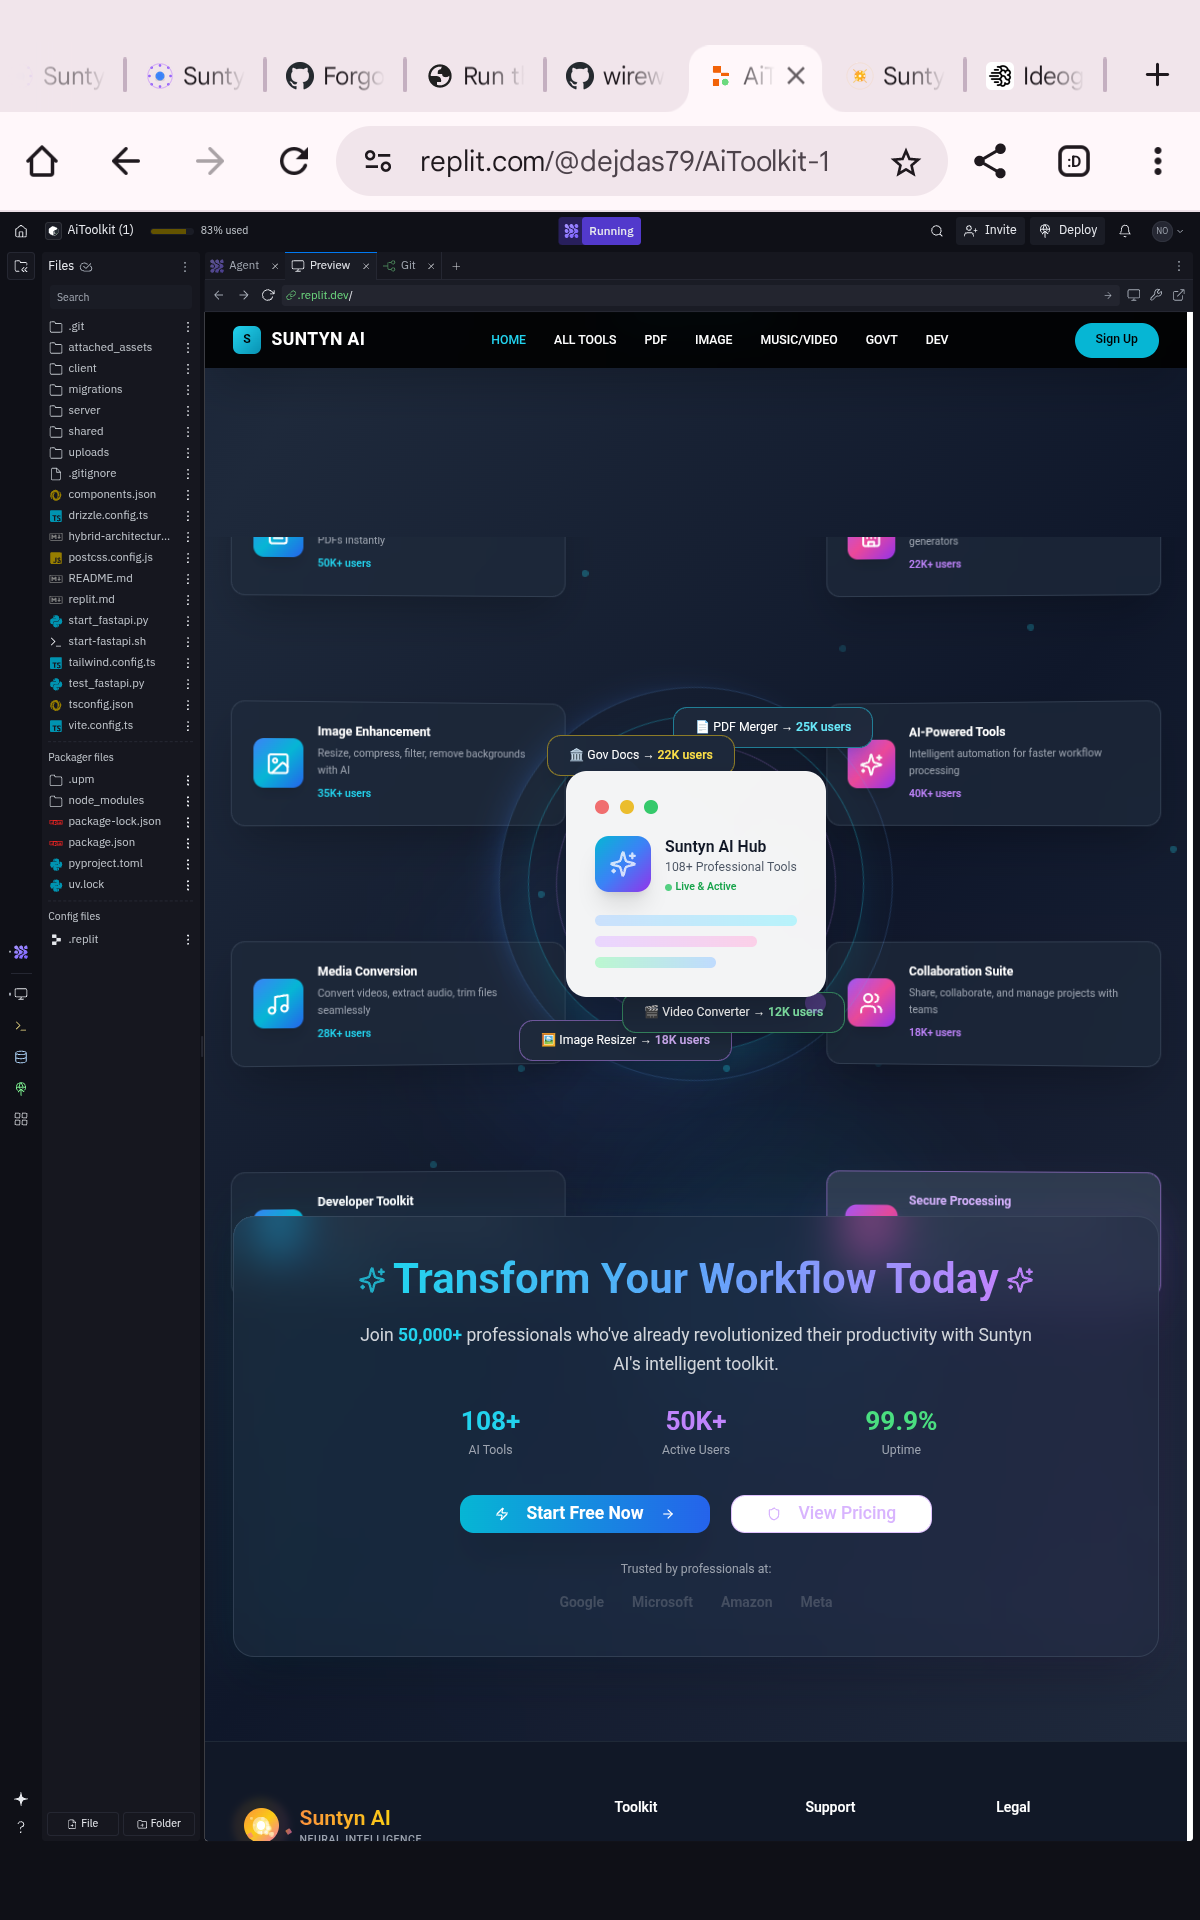 Sunty
Sunty
Forgo
Run t
wirew
AiT
Sunty
Ideog
replit.com/@dejdas79/AiToolkit-1
:D
AiToolkit (1)
83% used
Running
Invite
Deploy
NO
Files
Agent
Preview
Git
Search
.replit.dev/
.git
attached_assets
client
migrations
server
shared
uploads
.gitignore
components.json
drizzle.config.ts
hybrid-architectur...
postcss.config.js
README.md
replit.md
start_fastapi.py
start-fastapi.sh
tailwind.config.ts
test_fastapi.py
tsconfig.json
vite.config.ts
Packager files
.upm
node_modules
package-lock.json
package.json
pyproject.toml
uv.lock
Config files
.replit
File
Folder
S
SUNTYN AI
HOME
ALL TOOLS
PDF
IMAGE
MUSIC/VIDEO
GOVT
DEV
Sign Up
PDFs instantly
50K+ users
generators
22K+ users
Image Enhancement
Resize, compress, filter, remove backgrounds
with AI
35K+ users
📄 PDF Merger → 25K users
🏛️ Gov Docs → 22K users
AI-Powered Tools
Intelligent automation for faster workflow
processing
40K+ users
Suntyn AI Hub
108+ Professional Tools
Live & Active
Media Conversion
Convert videos, extract audio, trim files
seamlessly
28K+ users
🎬 Video Converter → 12K users
🖼️ Image Resizer → 18K users
Collaboration Suite
Share, collaborate, and manage projects with
teams
18K+ users
Developer Toolkit
Secure Processing
Transform Your Workflow Today
Join 50,000+ professionals who've already revolutionized their productivity with Suntyn
AI's intelligent toolkit.
108+
AI Tools
50K+
Active Users
99.9%
Uptime
Start Free Now →
View Pricing
Trusted by professionals at:
Google
Microsoft
Amazon
Meta
Suntyn AI
NEURAL INTELLIGENCE
Toolkit
Support
Legal